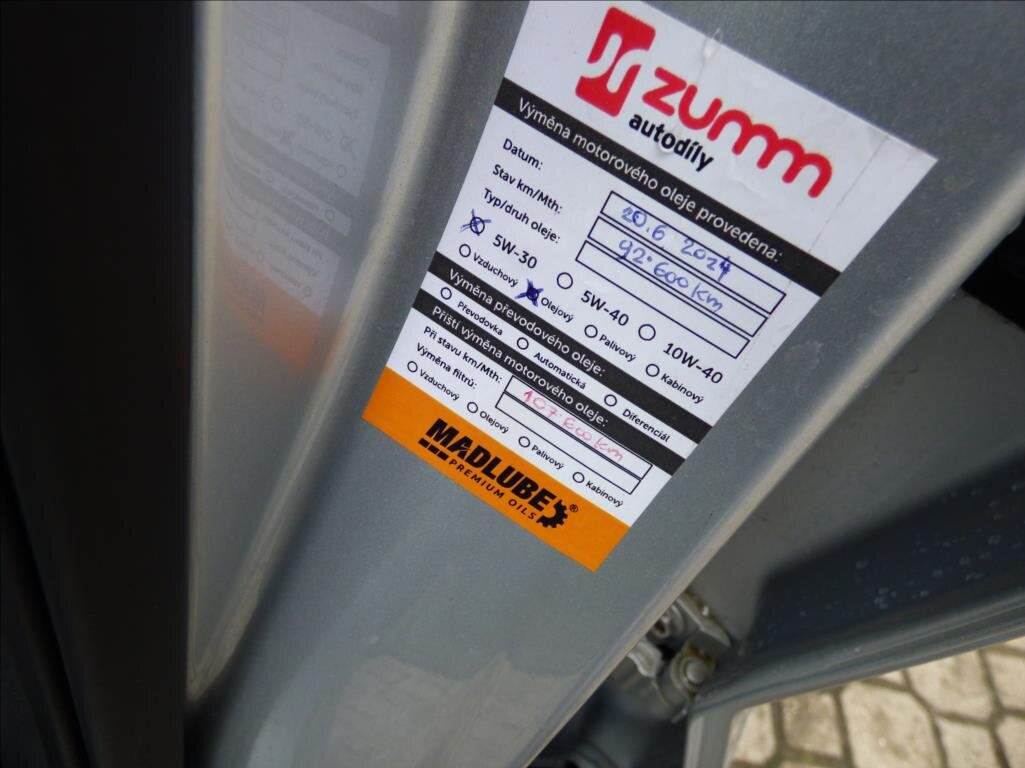 zumm
autodíly
Výměna motorového oleje provedena:
Datum: 20.6 2024
Stav km/Mth: 92.600 km
Typ/druh oleje:
5W-30 5W-40 10W-40
Vzduchový Olejový Palivový Kabinový
Výměna převodového oleje:
Převodovka Automatická Diferenciál
Příští výměna motorového oleje:
Při stavu km/Mth: 107.600 km
Výměna filtrů:
Vzduchový Olejový Palivový Kabinový
MADLUBE®
PREMIUM OILS